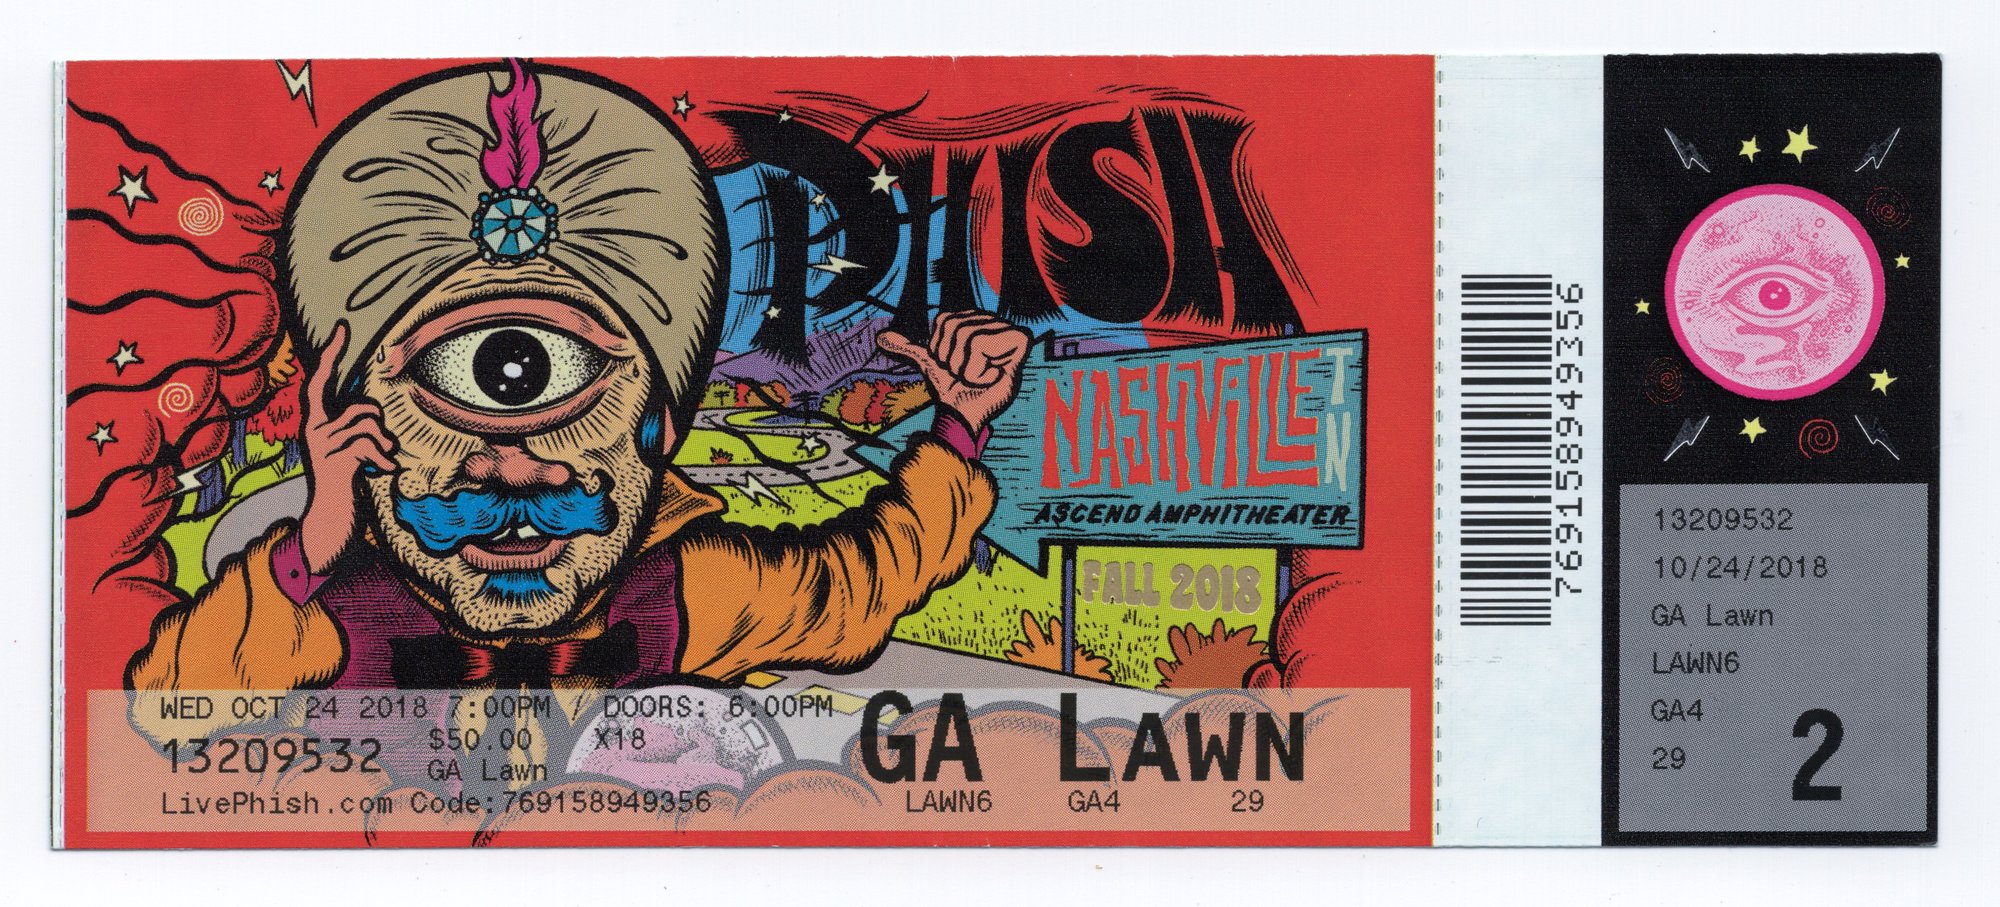 PHISH
NASHVILLE TN
ASCEND AMPHITHEATER
FALL 2018
WED OCT 24 2018 7:00PM / DOORS: 6:00PM
13209532 $50.00 X18
GA Lawn
LivePhish.com Code:769158949356
GA LAWN
LAWN6 GA4 29
769158949356
13209532
10/24/2018
GA Lawn
LAWN6
GA4
29
2